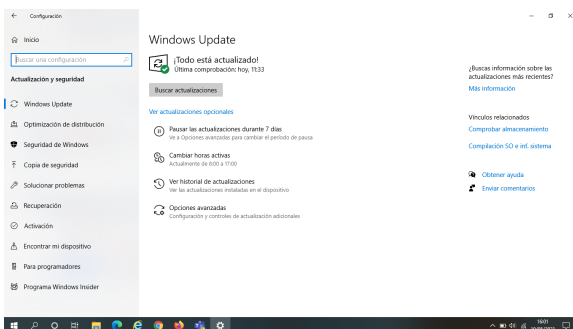 Configuración
Inicio
Buscar una configuración
Actualización y seguridad
Windows Update
Optimización de distribución
Seguridad de Windows
Copia de seguridad
Solucionar problemas
Recuperación
Activación
Encontrar mi dispositivo
Para programadores
Programa Windows Insider
Windows Update
¡Todo está actualizado!
Última comprobación: hoy, 11:33
Buscar actualizaciones
Ver actualizaciones opcionales
Pausar las actualizaciones durante 7 días
Ve a Opciones avanzadas para cambiar el período de pausa
Cambiar horas activas
Actualmente de 8:00 a 17:00
Ver historial de actualizaciones
Ver las actualizaciones instaladas en el dispositivo
Opciones avanzadas
Configuración y controles de actualización adicionales
¿Buscas información sobre las
actualizaciones más recientes?
Más información
Vínculos relacionados
Comprobar almacenamiento
Compilación SO e inf. sistema
Obtener ayuda
Enviar comentarios
16:01